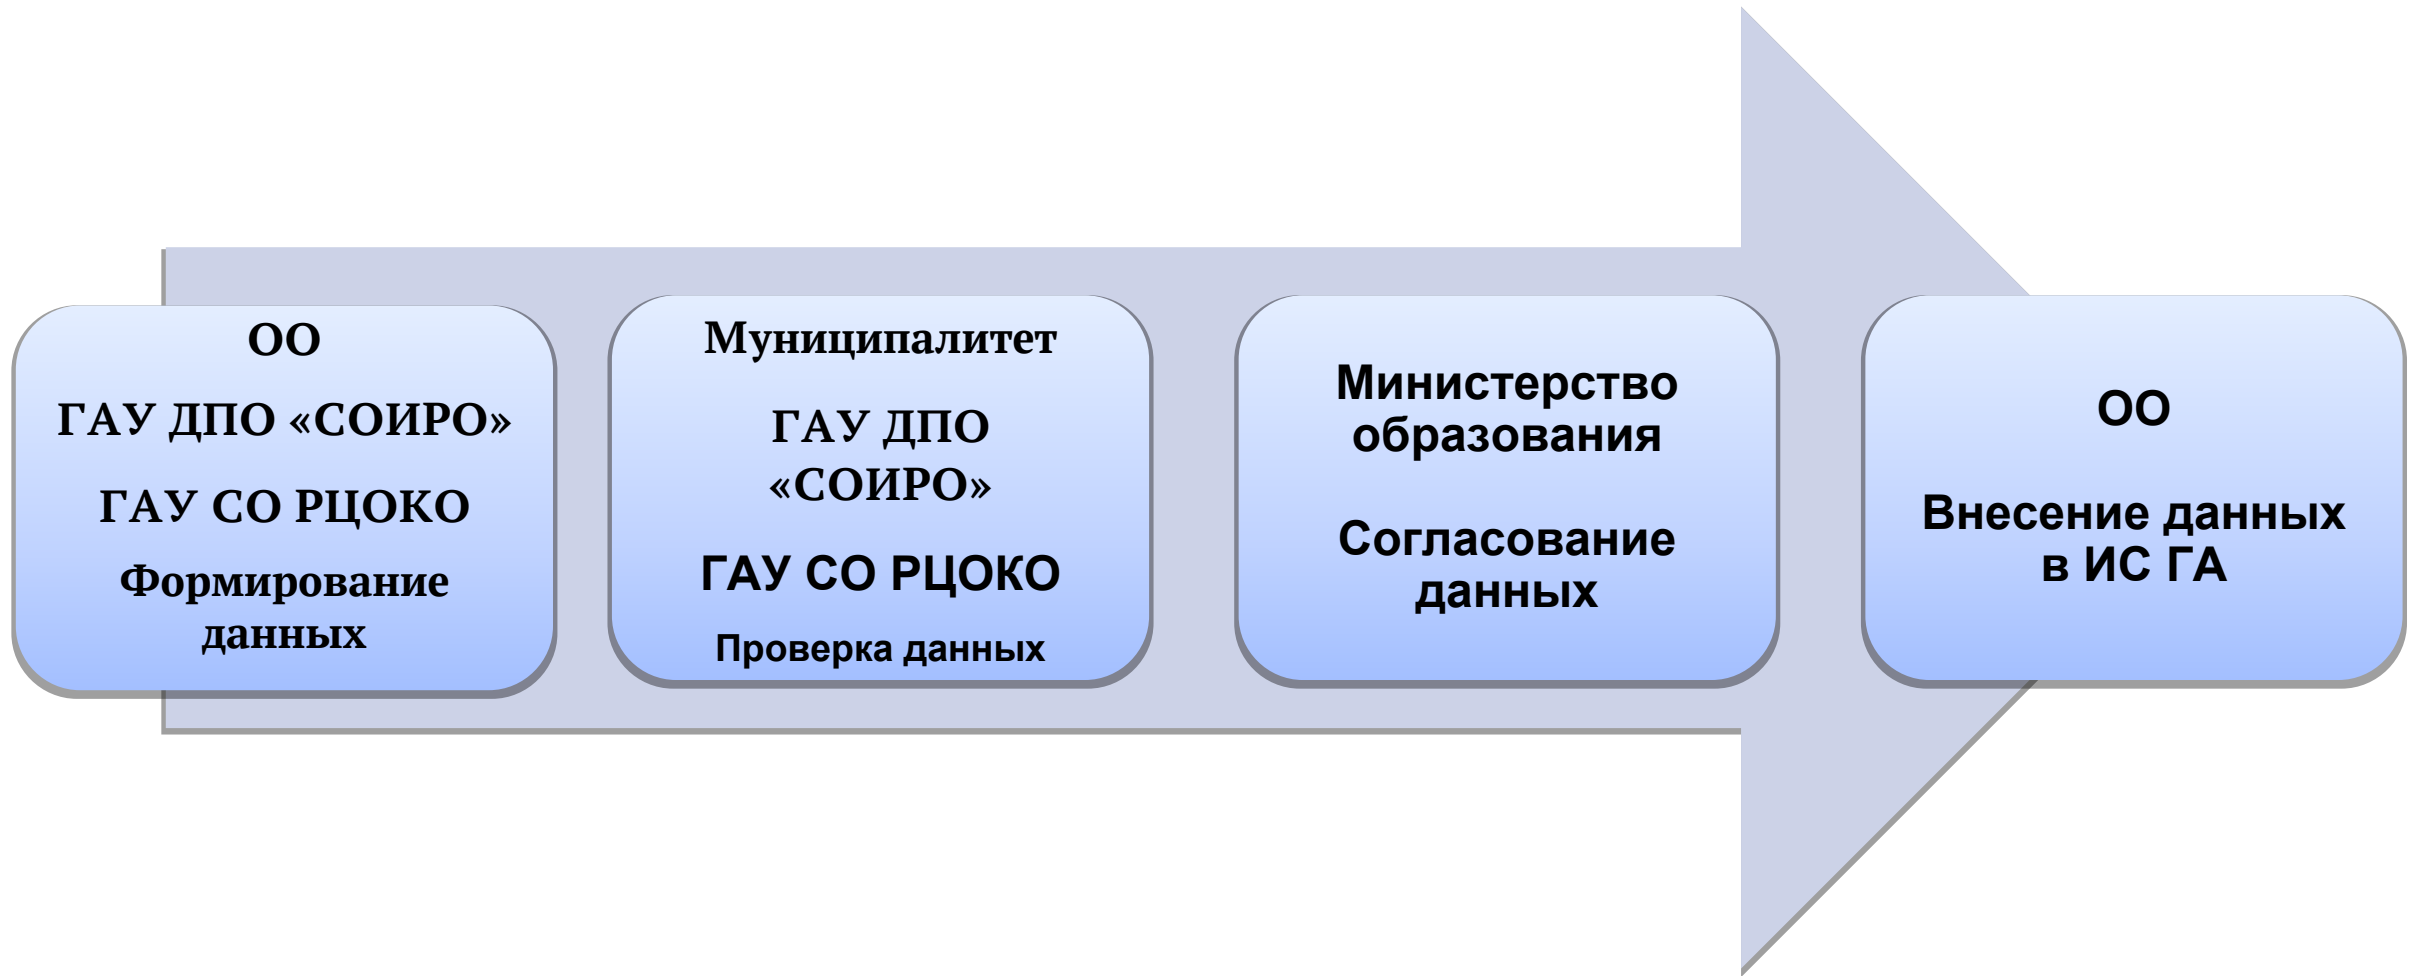 ОО
ГАУ ДПО «СОИРО»
ГАУ СО РЦОКО
Формирование
данных
Муниципалитет
ГАУ ДПО
«СОИРО»
ГАУ СО РЦОКО
Проверка данных
Министерство
образования
Согласование
данных
ОО
Внесение данных
в ИС ГА